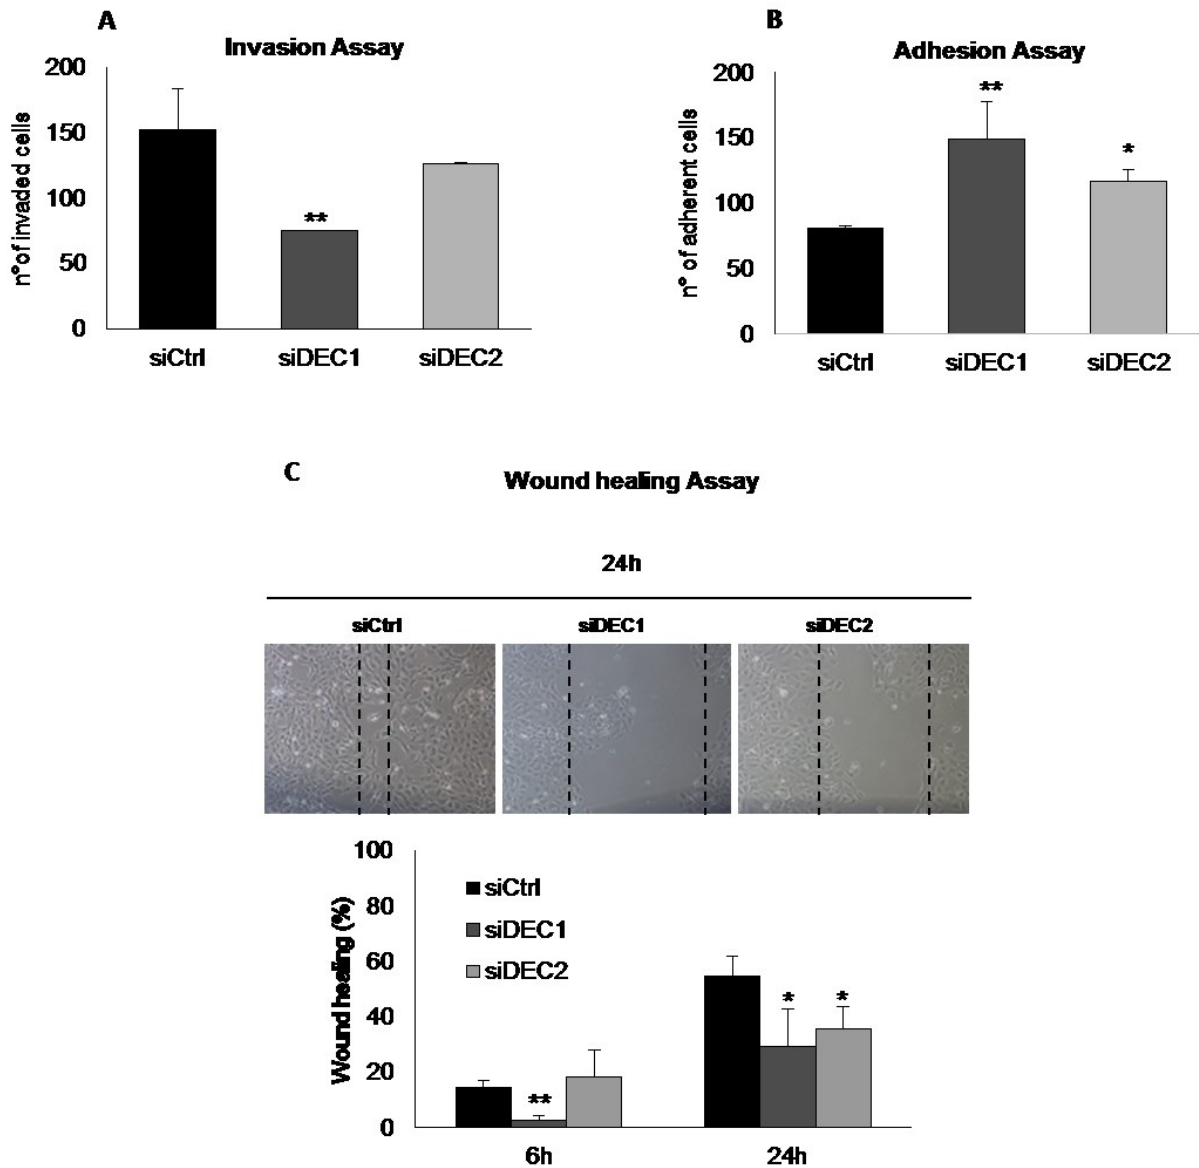 A
Invasion Assay
200
150
100
50
0
n°of invaded cells
**
siCtrl siDEC1 siDEC2
B
Adhesion Assay
200
150
100
50
0
n° of adherent cells
**
*
siCtrl siDEC1 siDEC2
C
Wound healing Assay
24h
siCtrl siDEC1 siDEC2
100
80
60
40
20
0
Wound healing (%)
siCtrl
siDEC1
siDEC2
**
* *
6h 24h